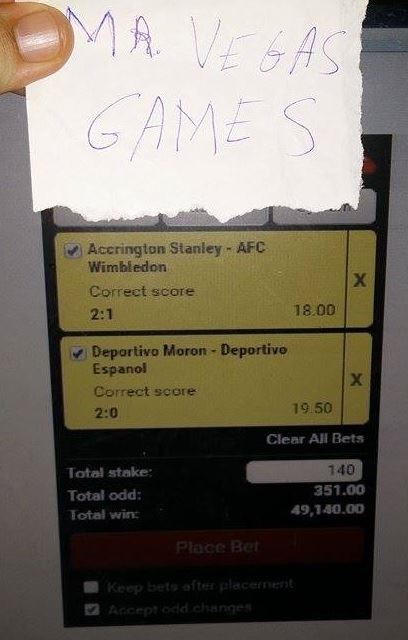 MR. VEGAS
GAMES
Accrington Stanley - AFC
Wimbledon
X
Correct score
2:1 18.00
Deportivo Moron - Deportivo
Espanol
X
Correct score
2:0 19.50
Clear All Bets
Total stake: 140
Total odd: 351.00
Total win: 49,140.00
Place Bet
Keep bets after placement
Accept odd changes